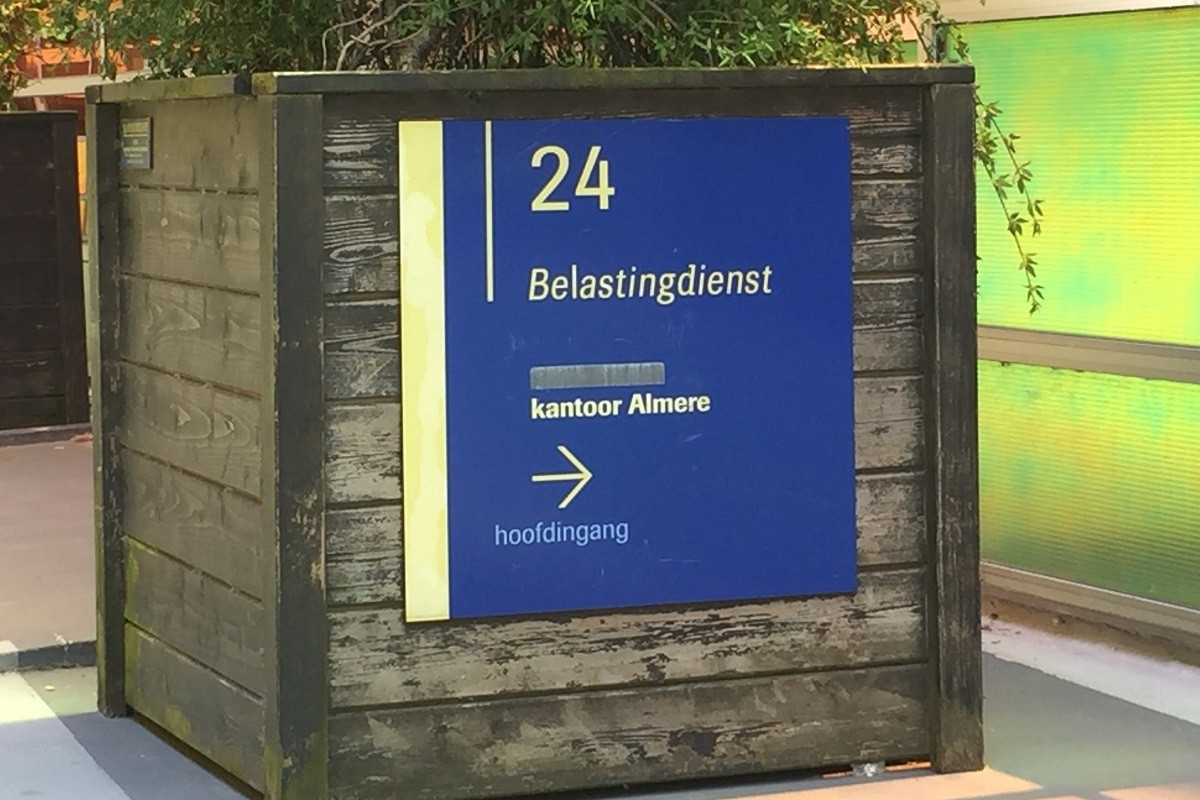 24
Belastingdienst
kantoor Almere
hoofdingang